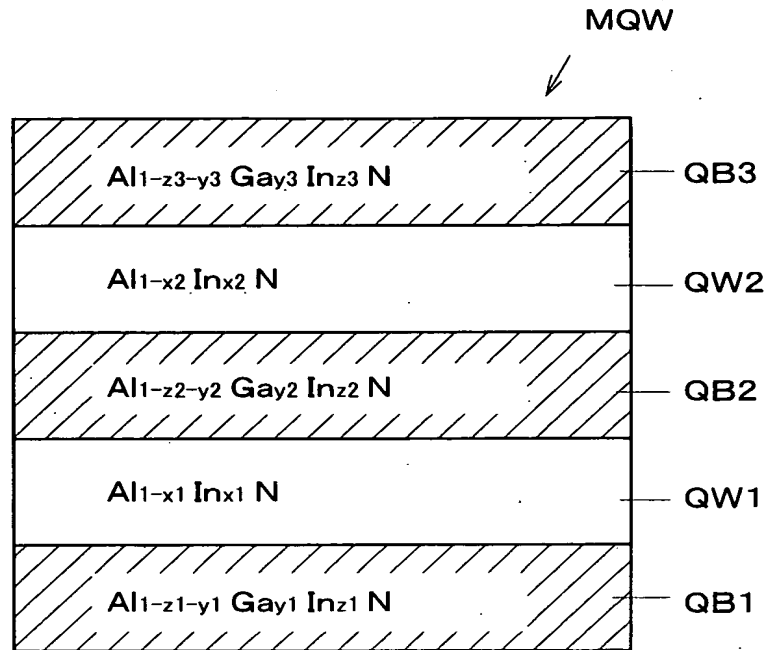 MQW
Al1-z3-y3 Gay3 Inz3 N QB3
Al1-x2 Inx2 N QW2
Al1-z2-y2 Gay2 Inz2 N QB2
Al1-x1 Inx1 N QW1
Al1-z1-y1 Gay1 Inz1 N QB1